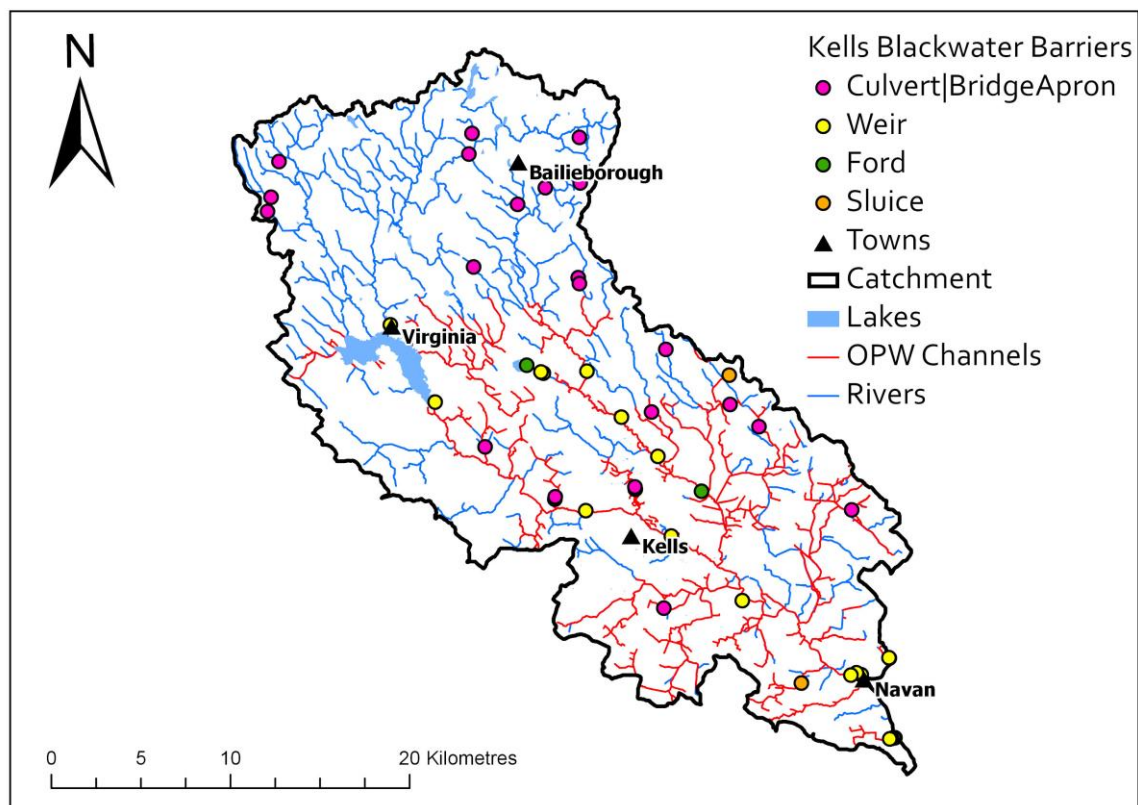 N
Kells Blackwater Barriers
Culvert|BridgeApron
Weir
Ford
Sluice
Towns
Catchment
Lakes
OPW Channels
Rivers
Bailieborough
Virginia
Kells
Navan
0 5 10 20 Kilometres